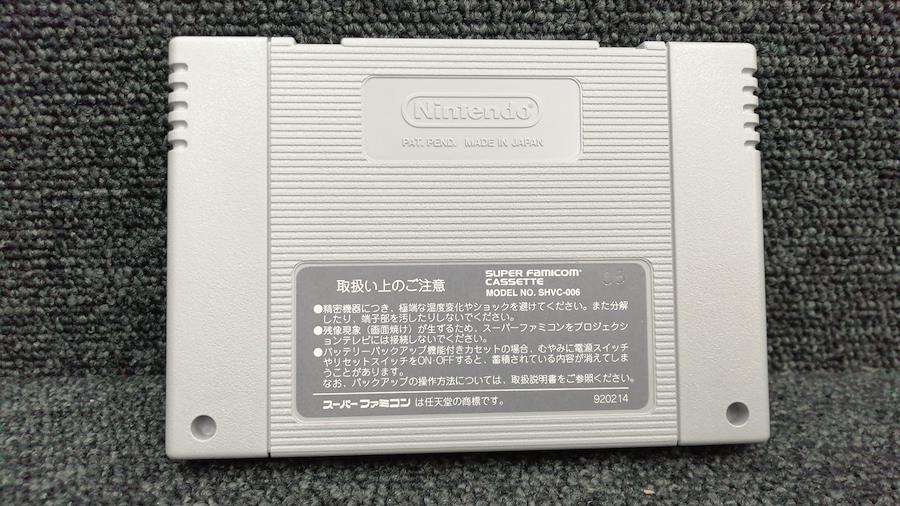 Nintendo
PAT. PEND. MADE IN JAPAN
取扱い上のご注意
SUPER FAMICOM
CASSETTE
MODEL NO. SHVC-006
●精密機器につき、極端な温度変化やショックを避けてください。また分解
したり、端子部を汚したりしないでください。
●残像現象（画面焼け）が生ずるため、スーパーファミコンをプロジェクシ
ョンテレビには接続しないでください。
●バッテリーバックアップ機能付きカセットの場合、むやみに電源スイッチ
やリセットスイッチをON・OFFすると、蓄積されている内容が消えてしま
うことがあります。
なお、バックアップの操作方法については、取扱説明書をご参照ください。
スーパーファミコン は任天堂の商標です。
920214